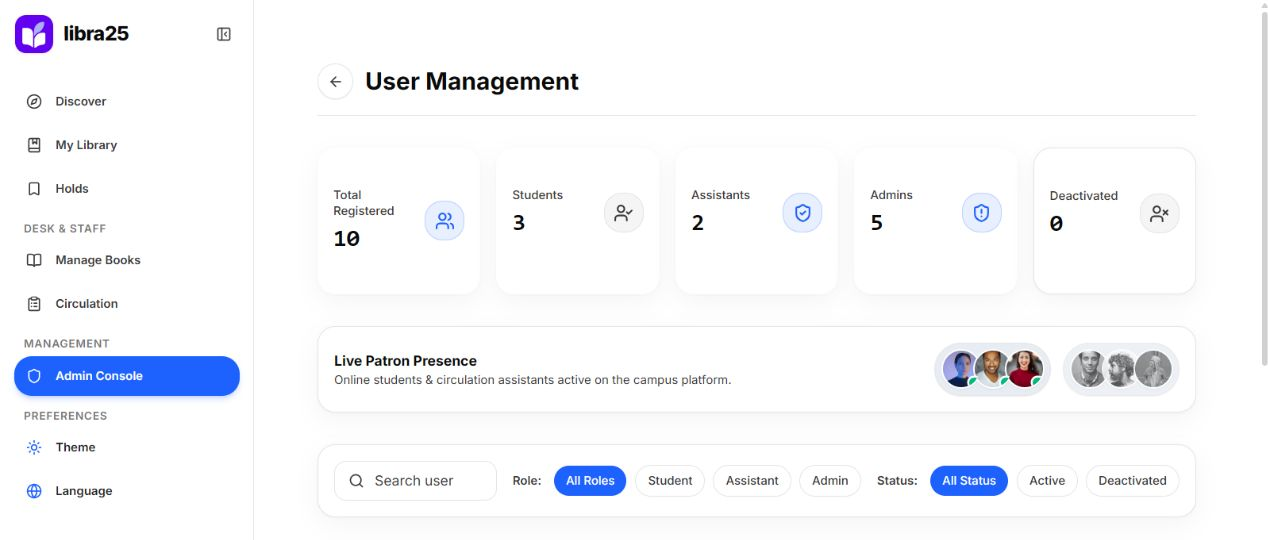 libra25
Discover
My Library
Holds
DESK & STAFF
Manage Books
Circulation
MANAGEMENT
Admin Console
PREFERENCES
Theme
Language
User Management
Total
Registered
10
Students
3
Assistants
2
Admins
5
Deactivated
0
Live Patron Presence
Online students & circulation assistants active on the campus platform.
Search user
Role: All Roles Student Assistant Admin Status: All Status Active Deactivated